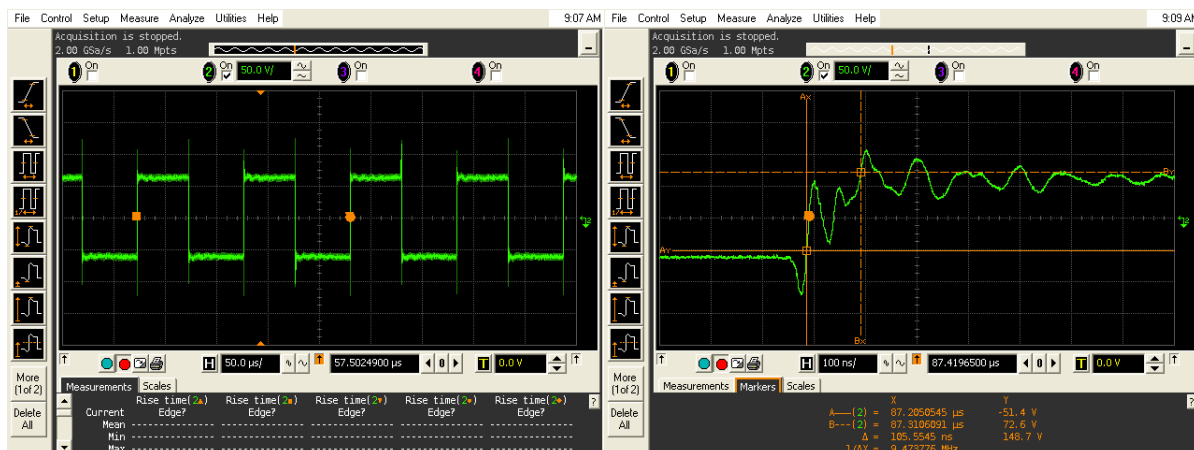 File Control Setup Measure Analyze Utilities Help 9:07 AM
Acquisition is stopped.
2.00 GSa/s 1.00 Mpts
1 On 2 On 50.0 V/ 3 On 4 On
H 50.0 µs/ 57.5024900 µs 0 T 0.0 V
More
(1 of 2)
Delete
All
Measurements Scales
Rise time(2) Rise time(2) Rise time(2) Rise time(2) Rise time(2) ?
Current Edge? Edge? Edge? Edge? Edge?
Mean
Min
Max
File Control Setup Measure Analyze Utilities Help 9:09 AM
Acquisition is stopped.
2.00 GSa/s 1.00 Mpts
1 On 2 On 50.0 V/ 3 On 4 On
Ax
By
Ay
Bx
H 100 ns/ 87.4196500 µs 0 T 0.0 V
More
(1 of 2)
Delete
All
Measurements Markers Scales
X Y ?
A——(2) = 87.2050545 µs -51.4 V
B---(2) = 87.3106091 µs 72.6 V
Δ = 105.5545 ns 148.7 V
1/ΔX = 9.473776 MHz